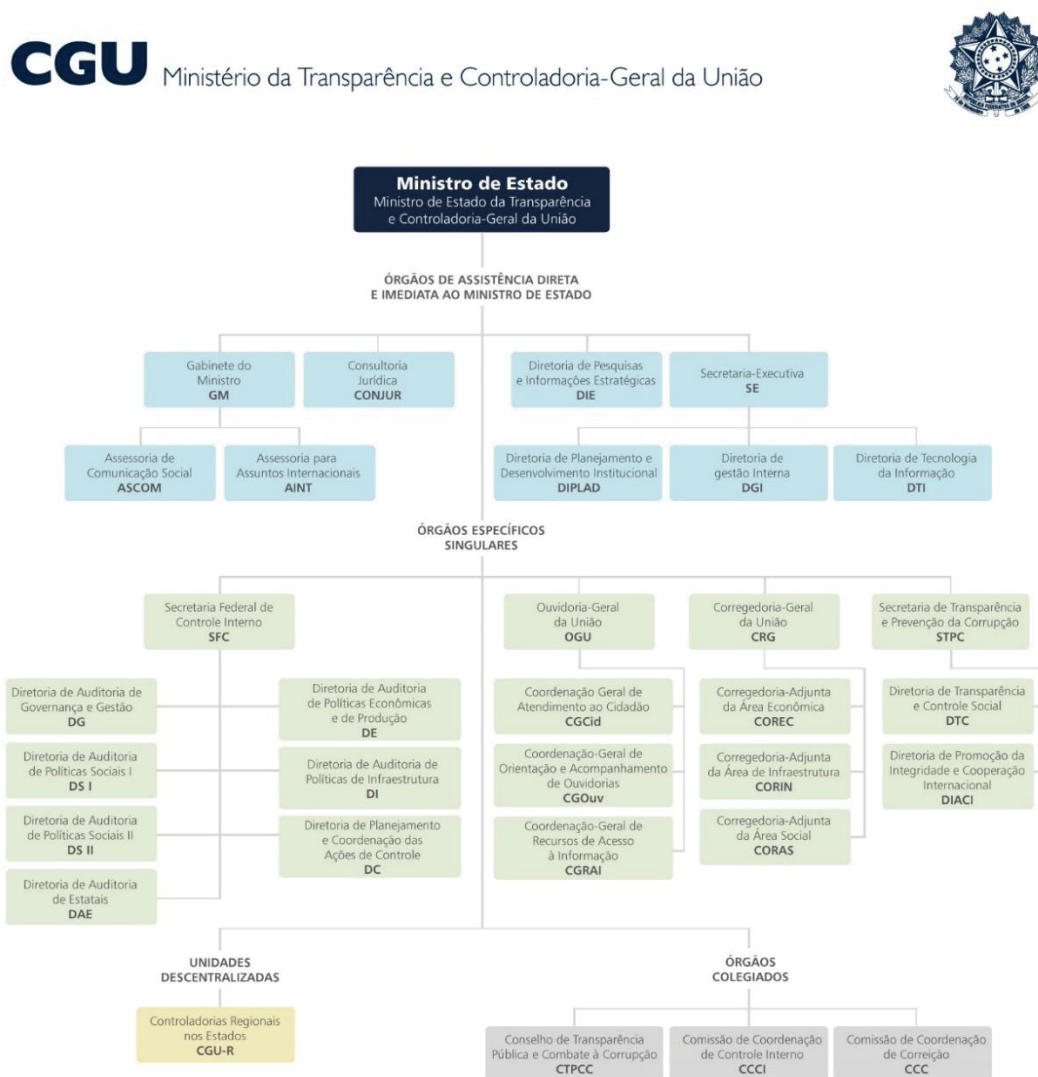 CGU Ministério da Transparência e Controladoria-Geral da União
Ministro de Estado
Ministro de Estado da Transparência
e Controladoria-Geral da União
ÓRGÃOS DE ASSISTÊNCIA DIRETA
E IMEDIATA AO MINISTRO DE ESTADO
Gabinete do
Ministro
GM
Consultoria
Jurídica
CONJUR
Diretoria de Pesquisas
e Informações Estratégicas
DIE
Secretaria-Executiva
SE
Assessoria de
Comunicação Social
ASCOM
Assessoria para
Assuntos Internacionais
AINT
Diretoria de Planejamento e
Desenvolvimento Institucional
DIPLAD
Diretoria de
gestão Interna
DGI
Diretoria de Tecnologia
da Informação
DTI
ÓRGÃOS ESPECÍFICOS
SINGULARES
Secretaria Federal de
Controle Interno
SFC
Ouvidoria-Geral
da União
OGU
Corregedoria-Geral
da União
CRG
Secretaria de Transparência
e Prevenção da Corrupção
STPC
Diretoria de Auditoria de
Governança e Gestão
DG
Diretoria de Auditoria
de Políticas Econômicas
e de Produção
DE
Coordenação Geral de
Atendimento ao Cidadão
CGCid
Corregedoria-Adjunta
da Área Econômica
COREC
Diretoria de Transparência
e Controle Social
DTC
Diretoria de Auditoria
de Políticas Sociais I
DS I
Diretoria de Auditoria de
Políticas de Infraestrutura
DI
Coordenação-Geral de
Orientação e Acompanhamento
de Ouvidorias
CGOuv
Corregedoria-Adjunta
da Área de Infraestrutura
CORIN
Diretoria de Promoção da
Integridade e Cooperação
Internacional
DIACI
Diretoria de Auditoria
de Políticas Sociais II
DS II
Diretoria de Planejamento
e Coordenação das
Ações de Controle
DC
Coordenação-Geral de
Recursos de Acesso
à Informação
CGRAI
Corregedoria-Adjunta
da Área Social
CORAS
Diretoria de Auditoria
de Estatais
DAE
UNIDADES
DESCENTRALIZADAS
ÓRGÃOS
COLEGIADOS
Controladorias Regionais
nos Estados
CGU-R
Conselho de Transparência
Pública e Combate à Corrupção
CTPCC
Comissão de Coordenação
de Controle Interno
CCCI
Comissão de Coordenação
de Correição
CCC